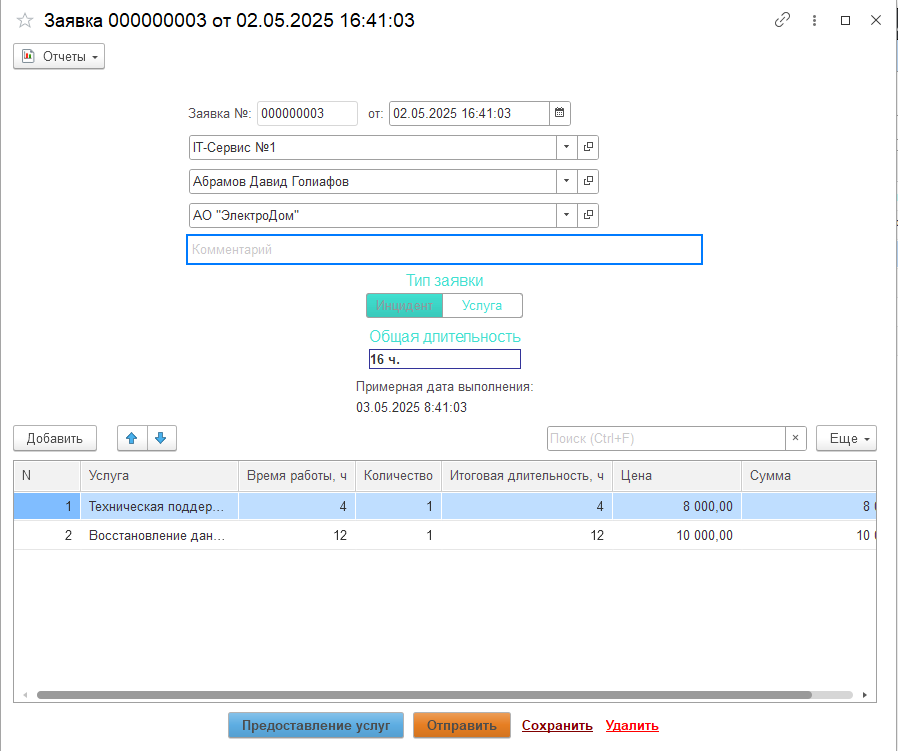 Заявка 000000003 от 02.05.2025 16:41:03
Отчеты
Заявка №: 000000003 от: 02.05.2025 16:41:03
IT-Сервис №1
Абрамов Давид Голиафов
АО "ЭлектроДом"
Комментарий
Тип заявки
Инцидент Услуга
Общая длительность
16 ч.
Примерная дата выполнения:
03.05.2025 8:41:03
Добавить Поиск (Ctrl+F) × Еще
N Услуга Время работы, ч Количество Итоговая длительность, ч Цена Сумма
1 Техническая поддер... 4 1 4 8 000,00 8 0
2 Восстановление дан... 12 1 12 10 000,00 10 0
Предоставление услуг Отправить Сохранить Удалить